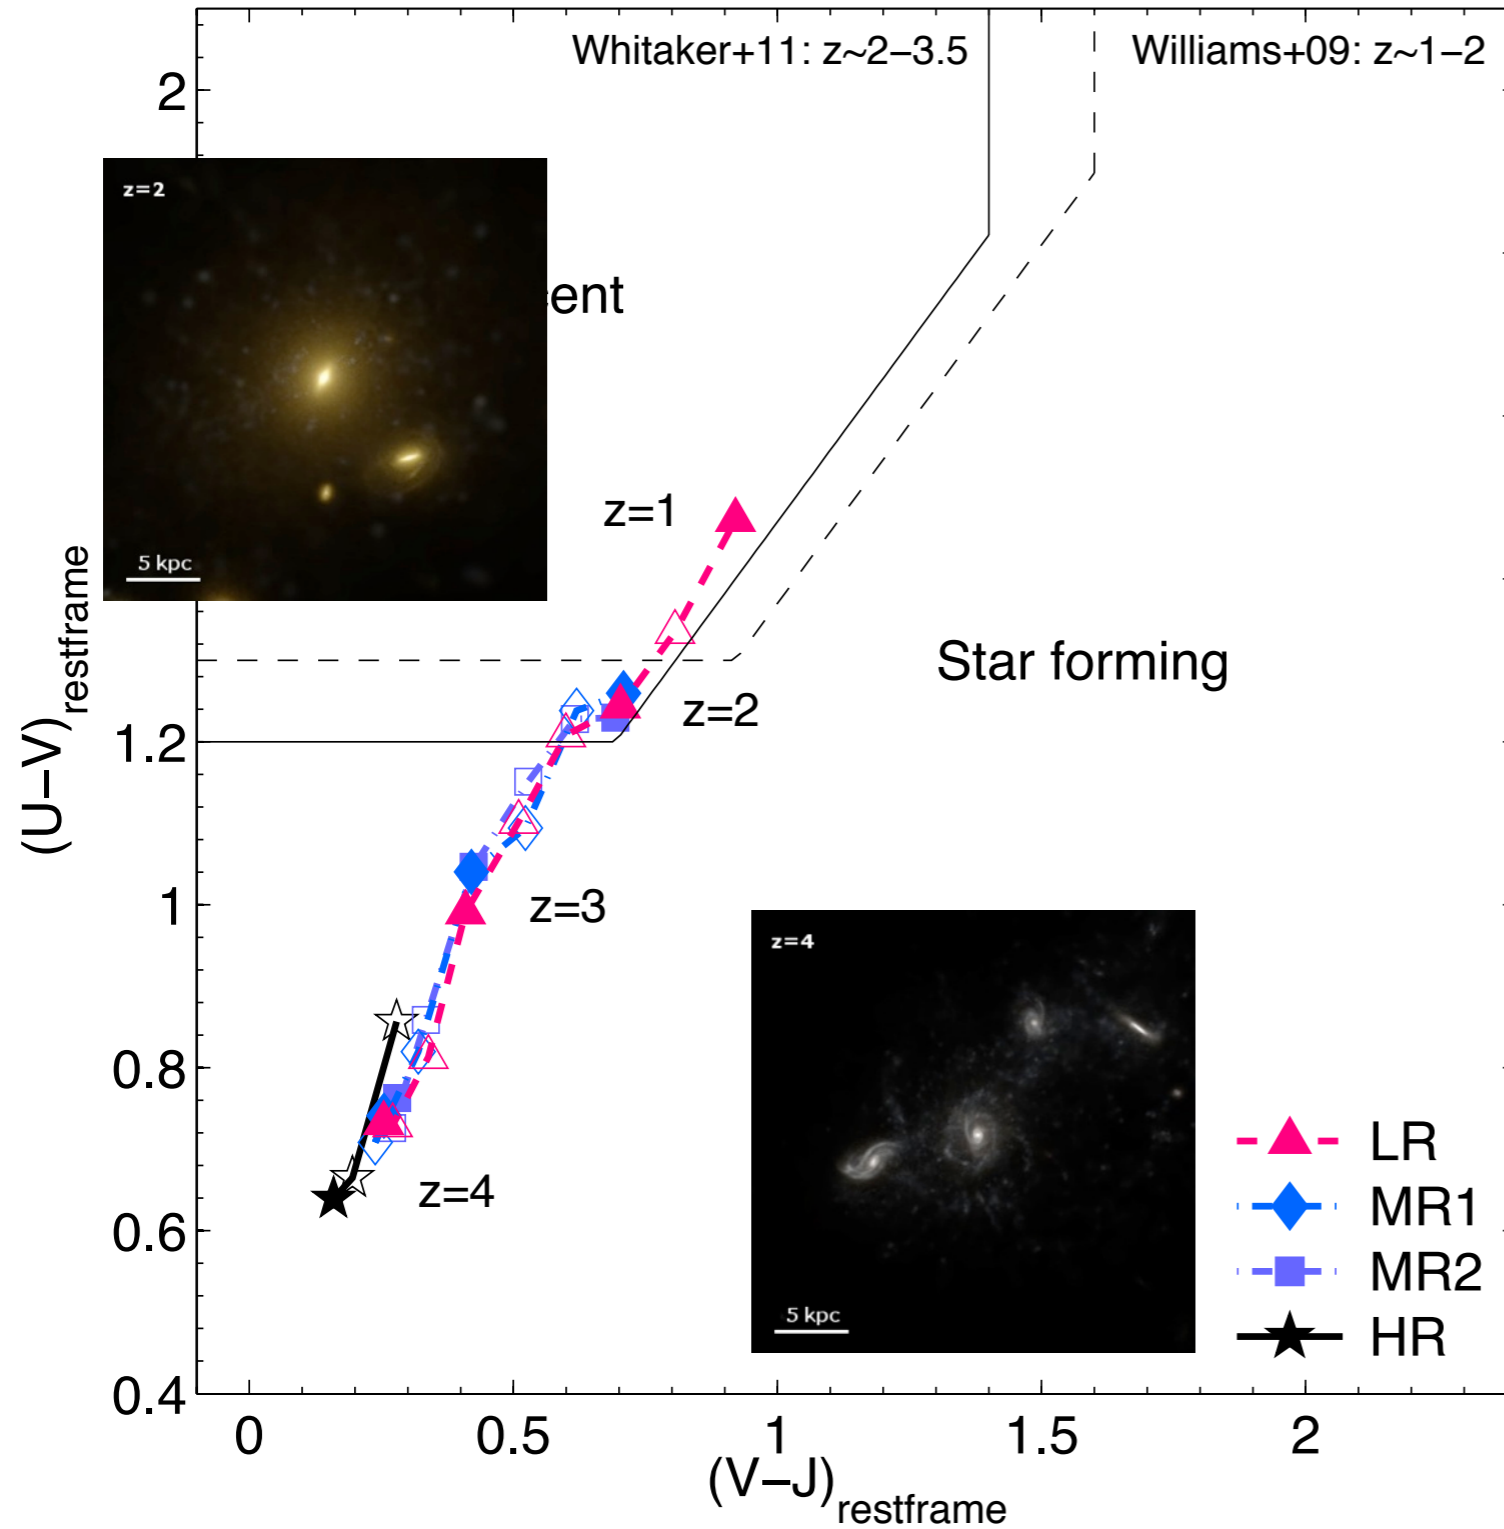 Whitaker+11: z~2−3.5
Williams+09: z~1−2
2
z=2
ent
5 kpc
z=1
Star forming
z=2
1.2
(U−V)restframe
1
z=3
z=4
0.8
z=4
0.6
5 kpc
LR
MR1
MR2
HR
0.4
0
0.5
1
1.5
2
(V−J)restframe